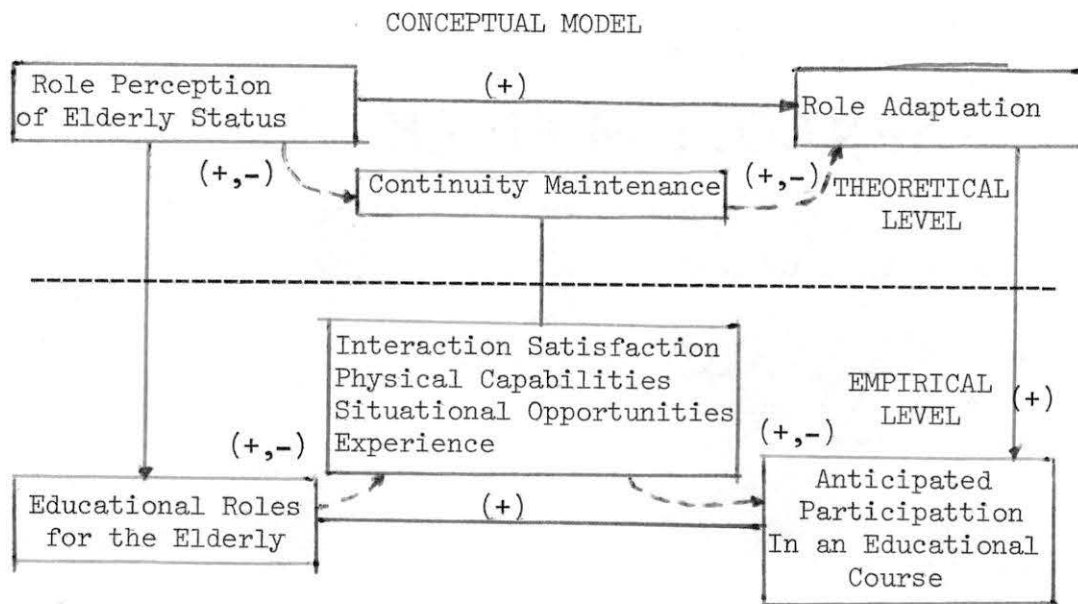 CONCEPTUAL MODEL
Role Perception
of Elderly Status
(+)
Role Adaptation
(+,-)
Continuity Maintenance
(+,-)
THEORETICAL
LEVEL
Interaction Satisfaction
Physical Capabilities
Situational Opportunities
Experience
EMPIRICAL
LEVEL
(+)
(+,-)
(+,-)
Educational Roles
for the Elderly
(+)
Anticipated
Participattion
In an Educational
Course